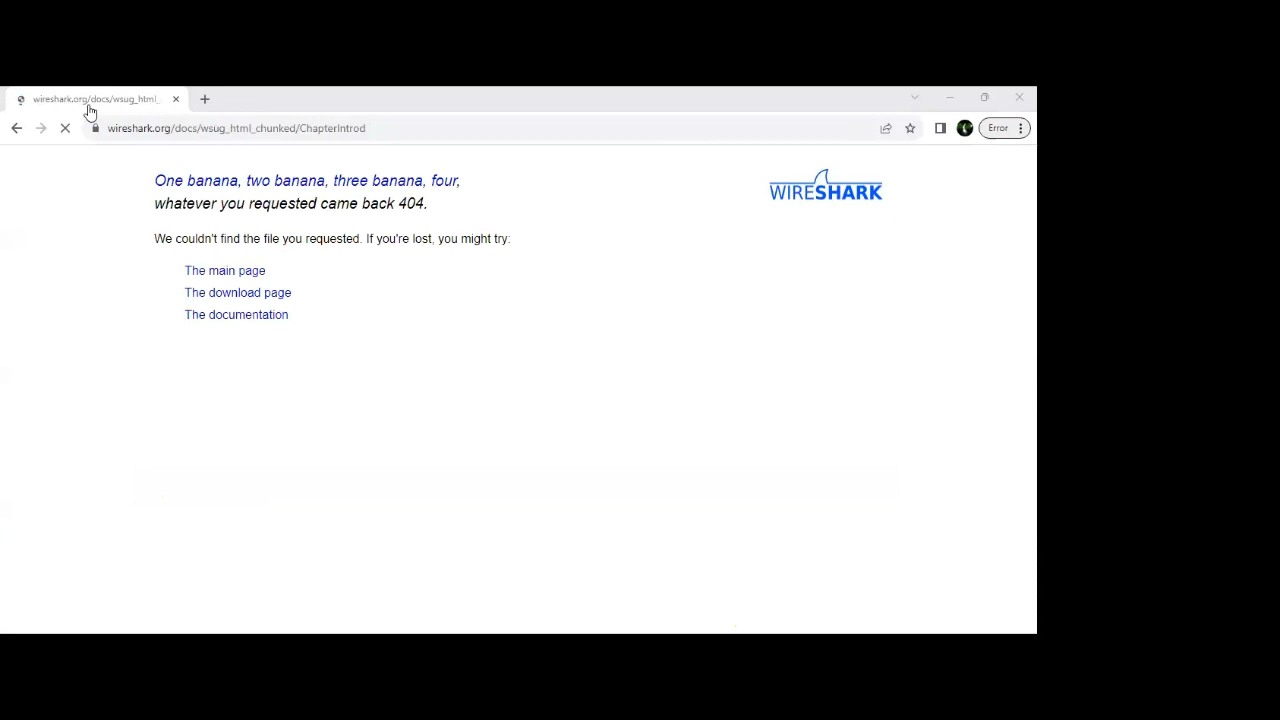 wireshark.org/docs/wsug_html_
wireshark.org/docs/wsug_html_chunked/ChapterIntrod
Error
One banana, two banana, three banana, four,
whatever you requested came back 404.
WIRESHARK
We couldn't find the file you requested. If you're lost, you might try:
The main page
The download page
The documentation